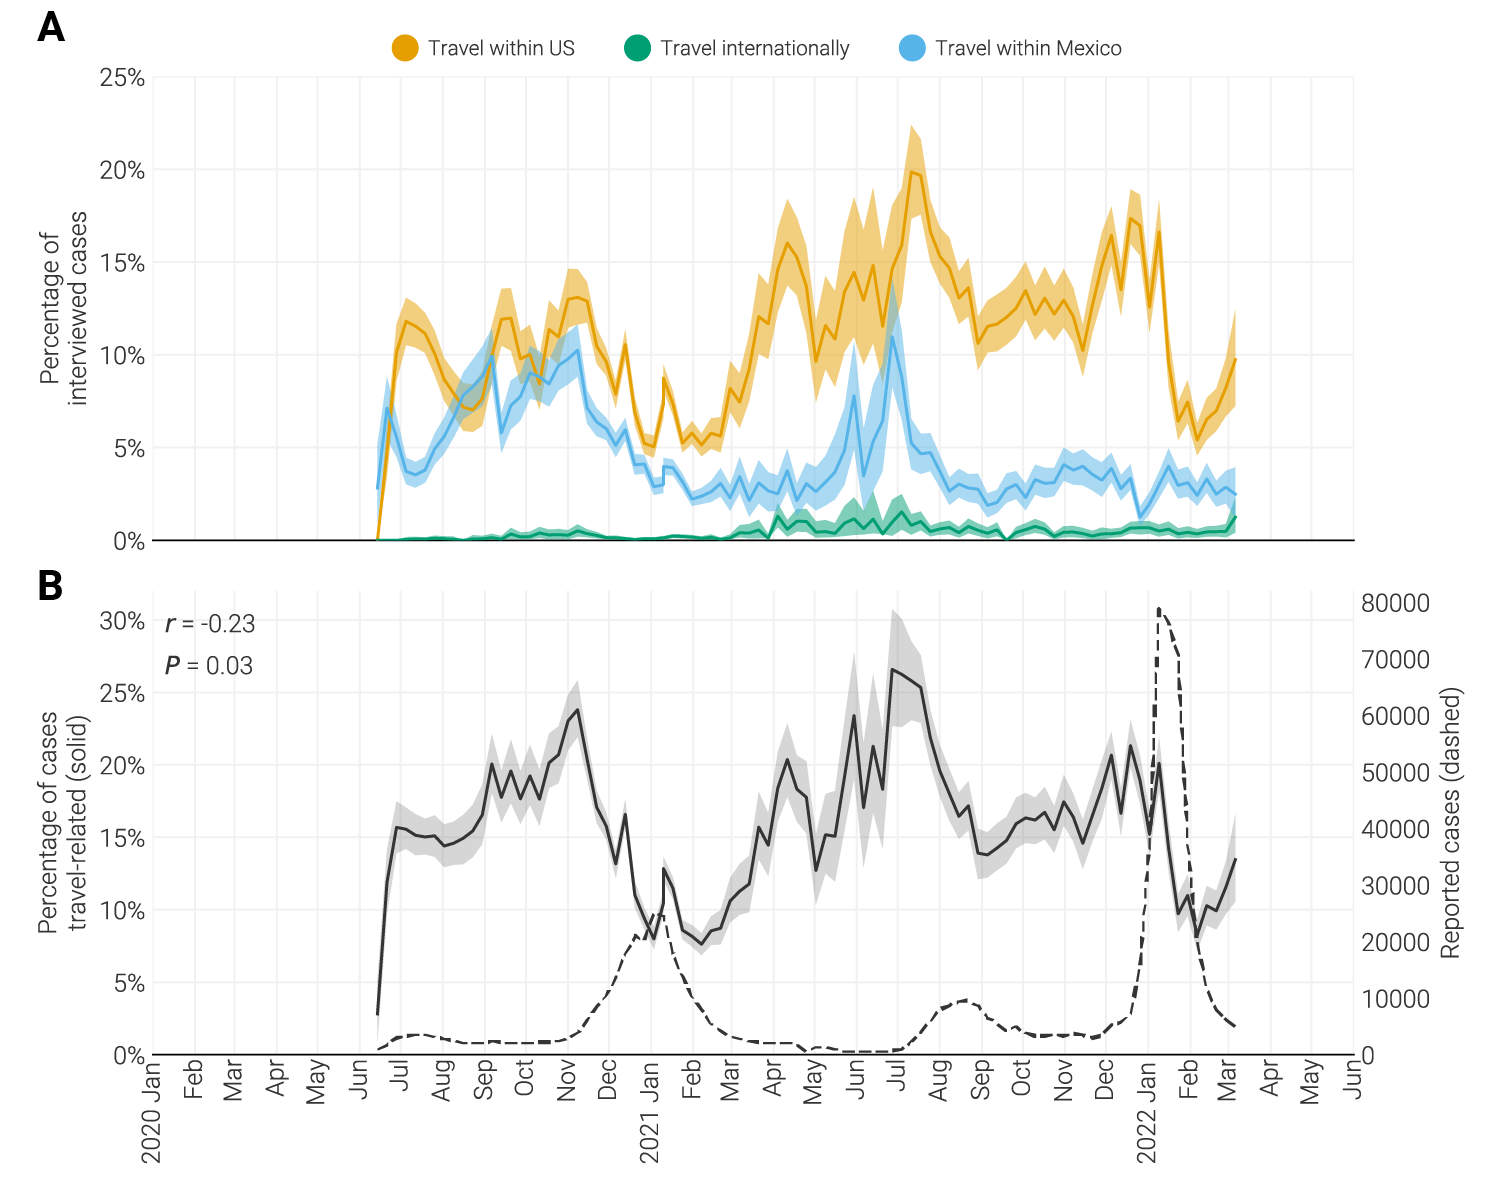 A
Travel within US Travel internationally Travel within Mexico
25%
20%
15%
10%
5%
0%
Percentage of
interviewed cases
B
r = -0.23
P = 0.03
30%
25%
20%
15%
10%
5%
0%
Percentage of cases
travel-related (solid)
80000
70000
60000
50000
40000
30000
20000
10000
0
Reported cases (dashed)
2020 Jan Feb Mar Apr May Jun Jul Aug Sep Oct Nov Dec 2021 Jan Feb Mar Apr May Jun Jul Aug Sep Oct Nov Dec 2022 Jan Feb Mar Apr May Jun